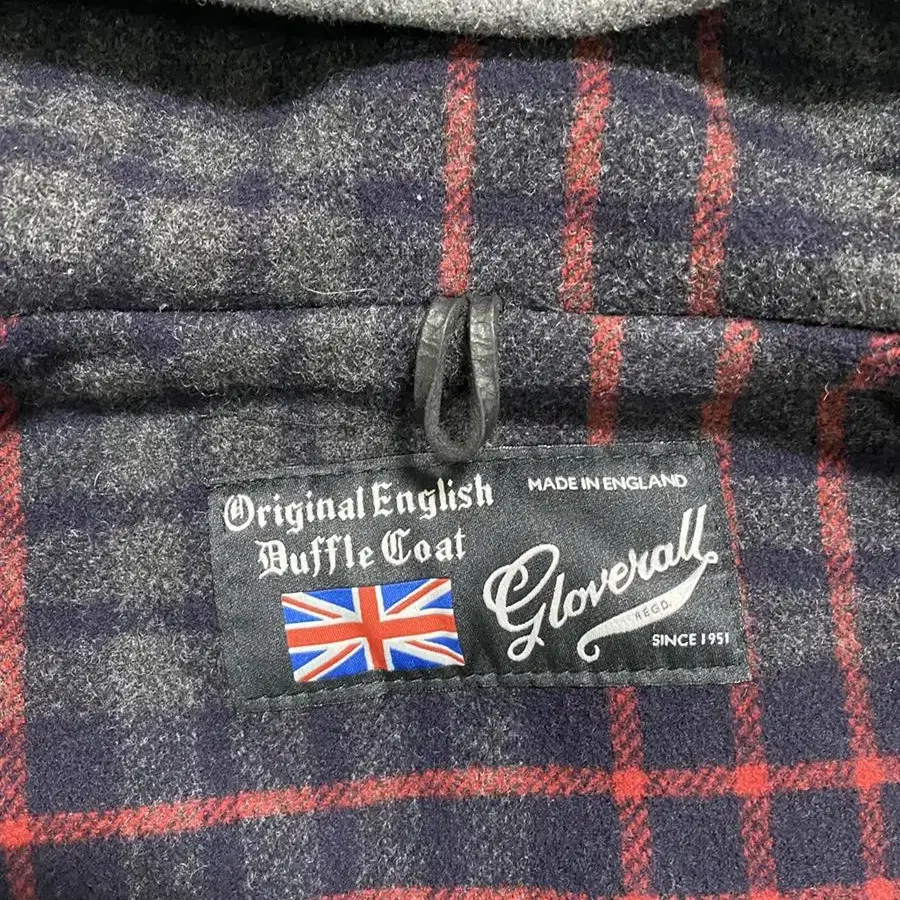 Original English
Duffle Coat
MADE IN ENGLAND
Gloverall
REGD.
SINCE 1951